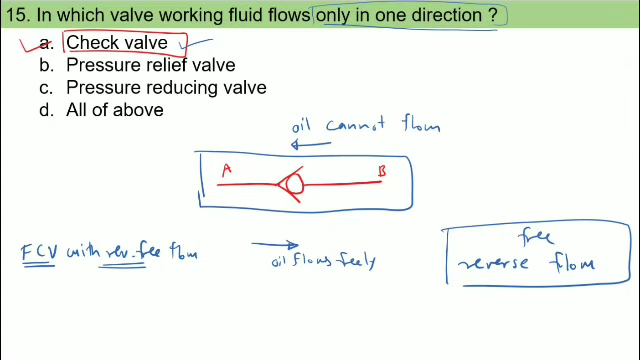 15. In which valve working fluid flows only in one direction ?
a. Check valve
b. Pressure relief valve
c. Pressure reducing valve
d. All of above
oil cannot flow
A B
FCV with rev. free flow
oil flows feely
free
reverse flow